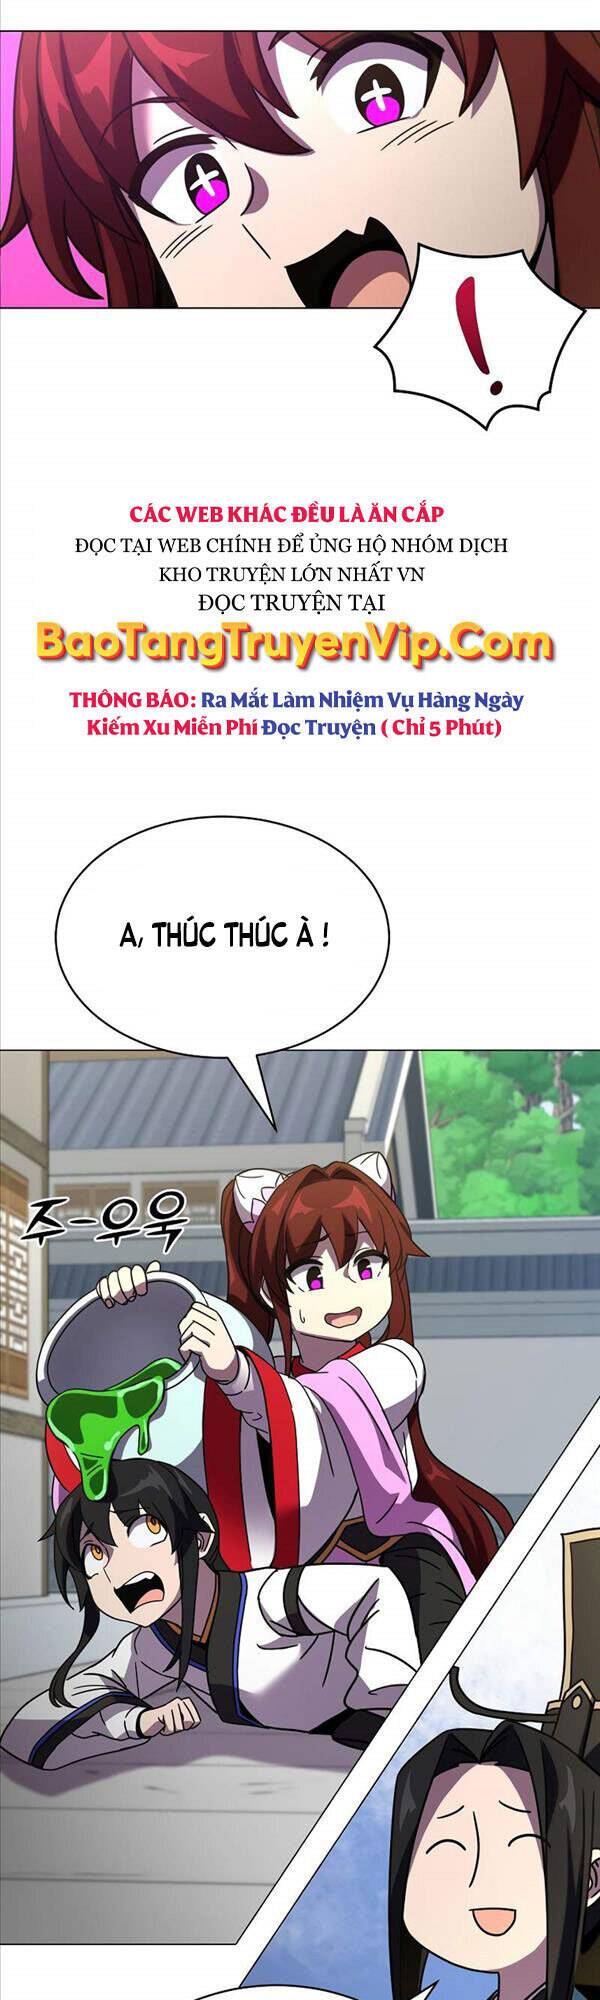 !
CÁC WEB KHÁC ĐỀU LÀ ĂN CẮP
ĐỌC TẠI WEB CHÍNH ĐỂ ỦNG HỘ NHÓM DỊCH
KHO TRUYỆN LỚN NHẤT VN
ĐỌC TRUYỆN TẠI
BaoTangTruyenVip.Com
THÔNG BÁO: Ra Mắt Làm Nhiệm Vụ Hàng Ngày
Kiếm Xu Miễn Phí Đọc Truyện ( Chỉ 5 Phút)
A, THÚC THÚC À !
주-우욱